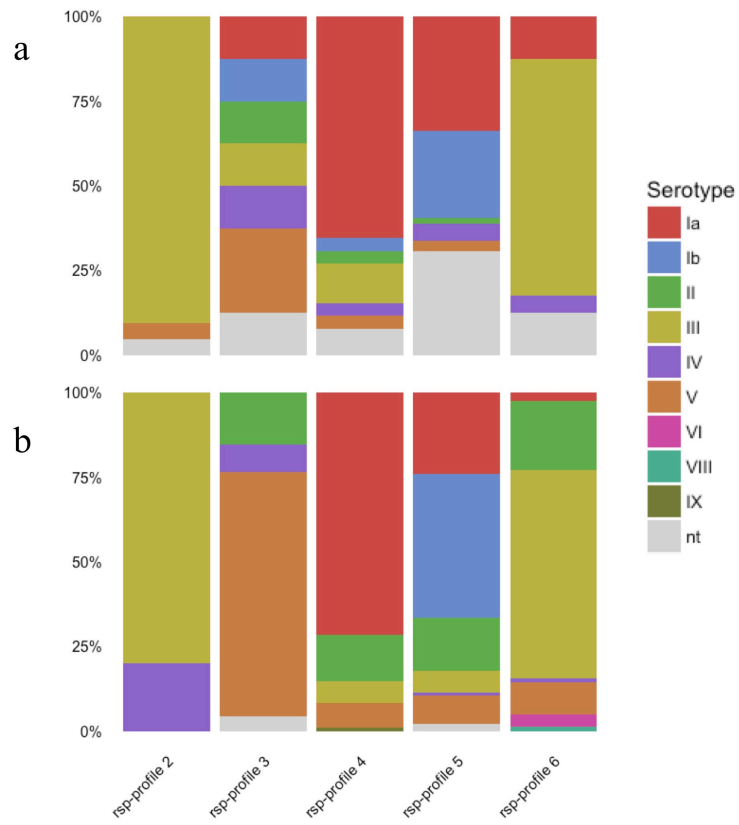 a
100%
75%
50%
25%
0%
b
100%
75%
50%
25%
0%
rsp-profile 2
rsp-profile 3
rsp-profile 4
rsp-profile 5
rsp-profile 6
Serotype
Ia
Ib
II
III
IV
V
VI
VIII
IX
nt